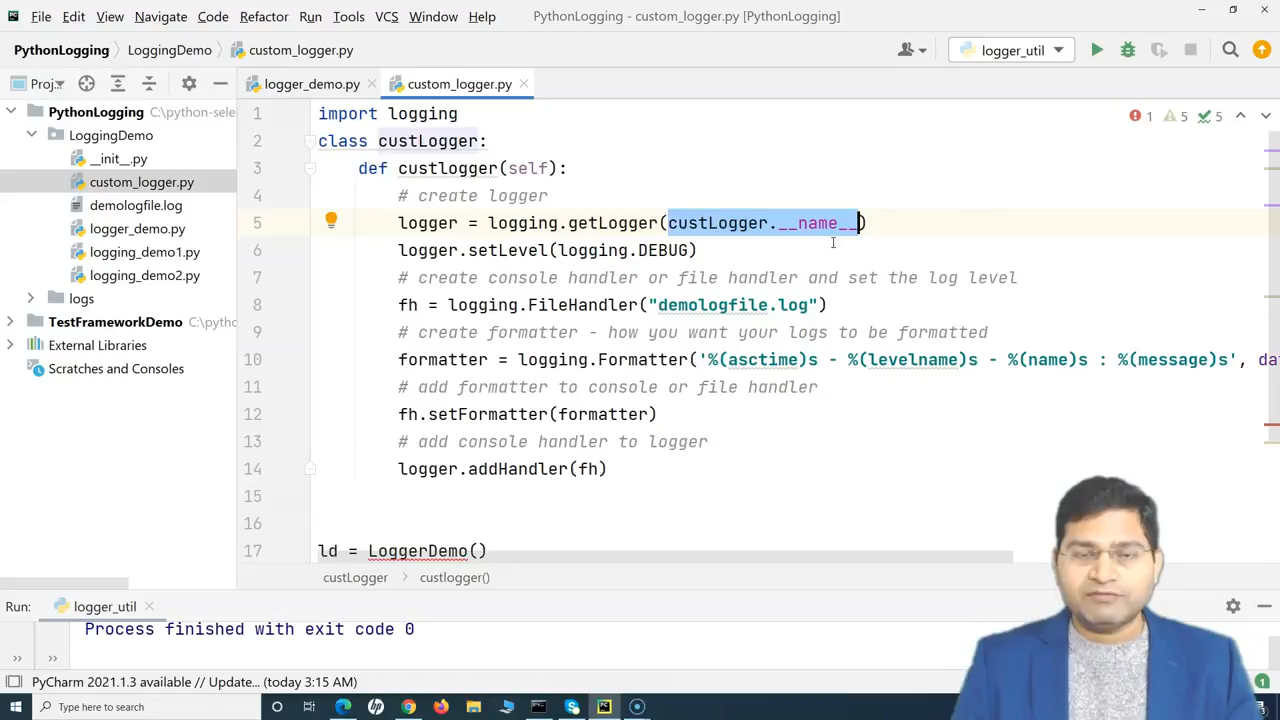 File Edit View Navigate Code Refactor Run Tools VCS Window Help PythonLogging - custom_logger.py [PythonLogging]
PythonLogging LoggingDemo custom_logger.py logger_util
Proj logger_demo.py custom_logger.py
PythonLogging C:\python-sele
LoggingDemo
__init__.py
custom_logger.py
demologfile.log
logger_demo.py
logging_demo1.py
logging_demo2.py
logs
TestFrameworkDemo C:\pytho
External Libraries
Scratches and Consoles
1 import logging
1 5 5
2 class custLogger:
3 def custlogger(self):
4 # create logger
5 logger = logging.getLogger(custLogger.__name__)
6 logger.setLevel(logging.DEBUG)
7 # create console handler or file handler and set the log level
8 fh = logging.FileHandler("demologfile.log")
9 # create formatter - how you want your logs to be formatted
10 formatter = logging.Formatter('%(asctime)s - %(levelname)s - %(name)s : %(message)s', da
11 # add formatter to console or file handler
12 fh.setFormatter(formatter)
13 # add console handler to logger
14 logger.addHandler(fh)
15
16
17 ld = LoggerDemo()
custLogger custlogger()
Run: logger_util
Process finished with exit code 0
PyCharm 2021.1.3 available // Update... (today 3:15 AM)
Type here to search